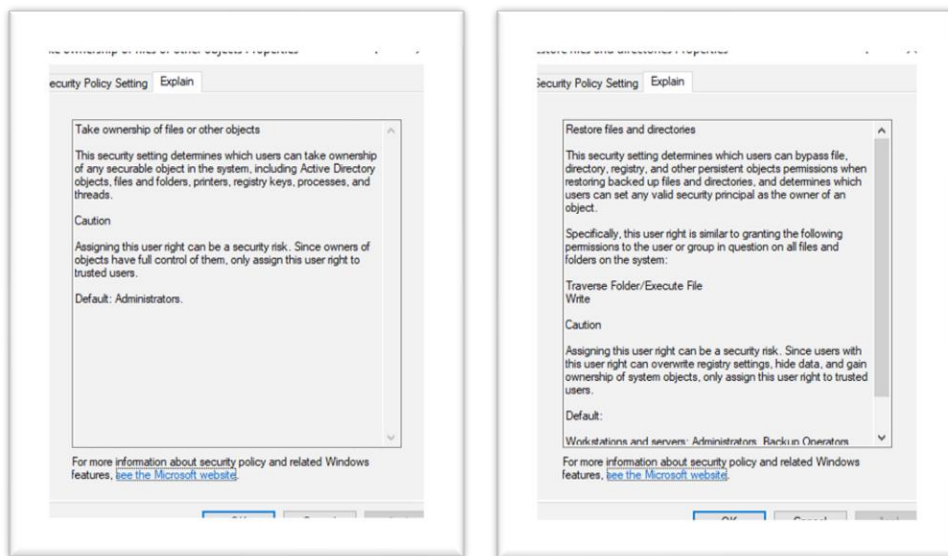 ecurity Policy Setting Explain
Take ownership of files or other objects
This security setting determines which users can take ownership
of any securable object in the system, including Active Directory
objects, files and folders, printers, registry keys, processes, and
threads.
Caution
Assigning this user right can be a security risk. Since owners of
objects have full control of them, only assign this user right to
trusted users.
Default: Administrators.
For more information about security policy and related Windows
features, see the Microsoft website.
Security Policy Setting Explain
Restore files and directories
This security setting determines which users can bypass file,
directory, registry, and other persistent objects permissions when
restoring backed up files and directories, and determines which
users can set any valid security principal as the owner of an
object.
Specifically, this user right is similar to granting the following
permissions to the user or group in question on all files and
folders on the system:
Traverse Folder/Execute File
Write
Caution
Assigning this user right can be a security risk. Since users with
this user right can overwrite registry settings, hide data, and gain
ownership of system objects, only assign this user right to trusted
users.
Default:
Workstations and servers: Administrators, Backup Operators
For more information about security policy and related Windows
features, see the Microsoft website.